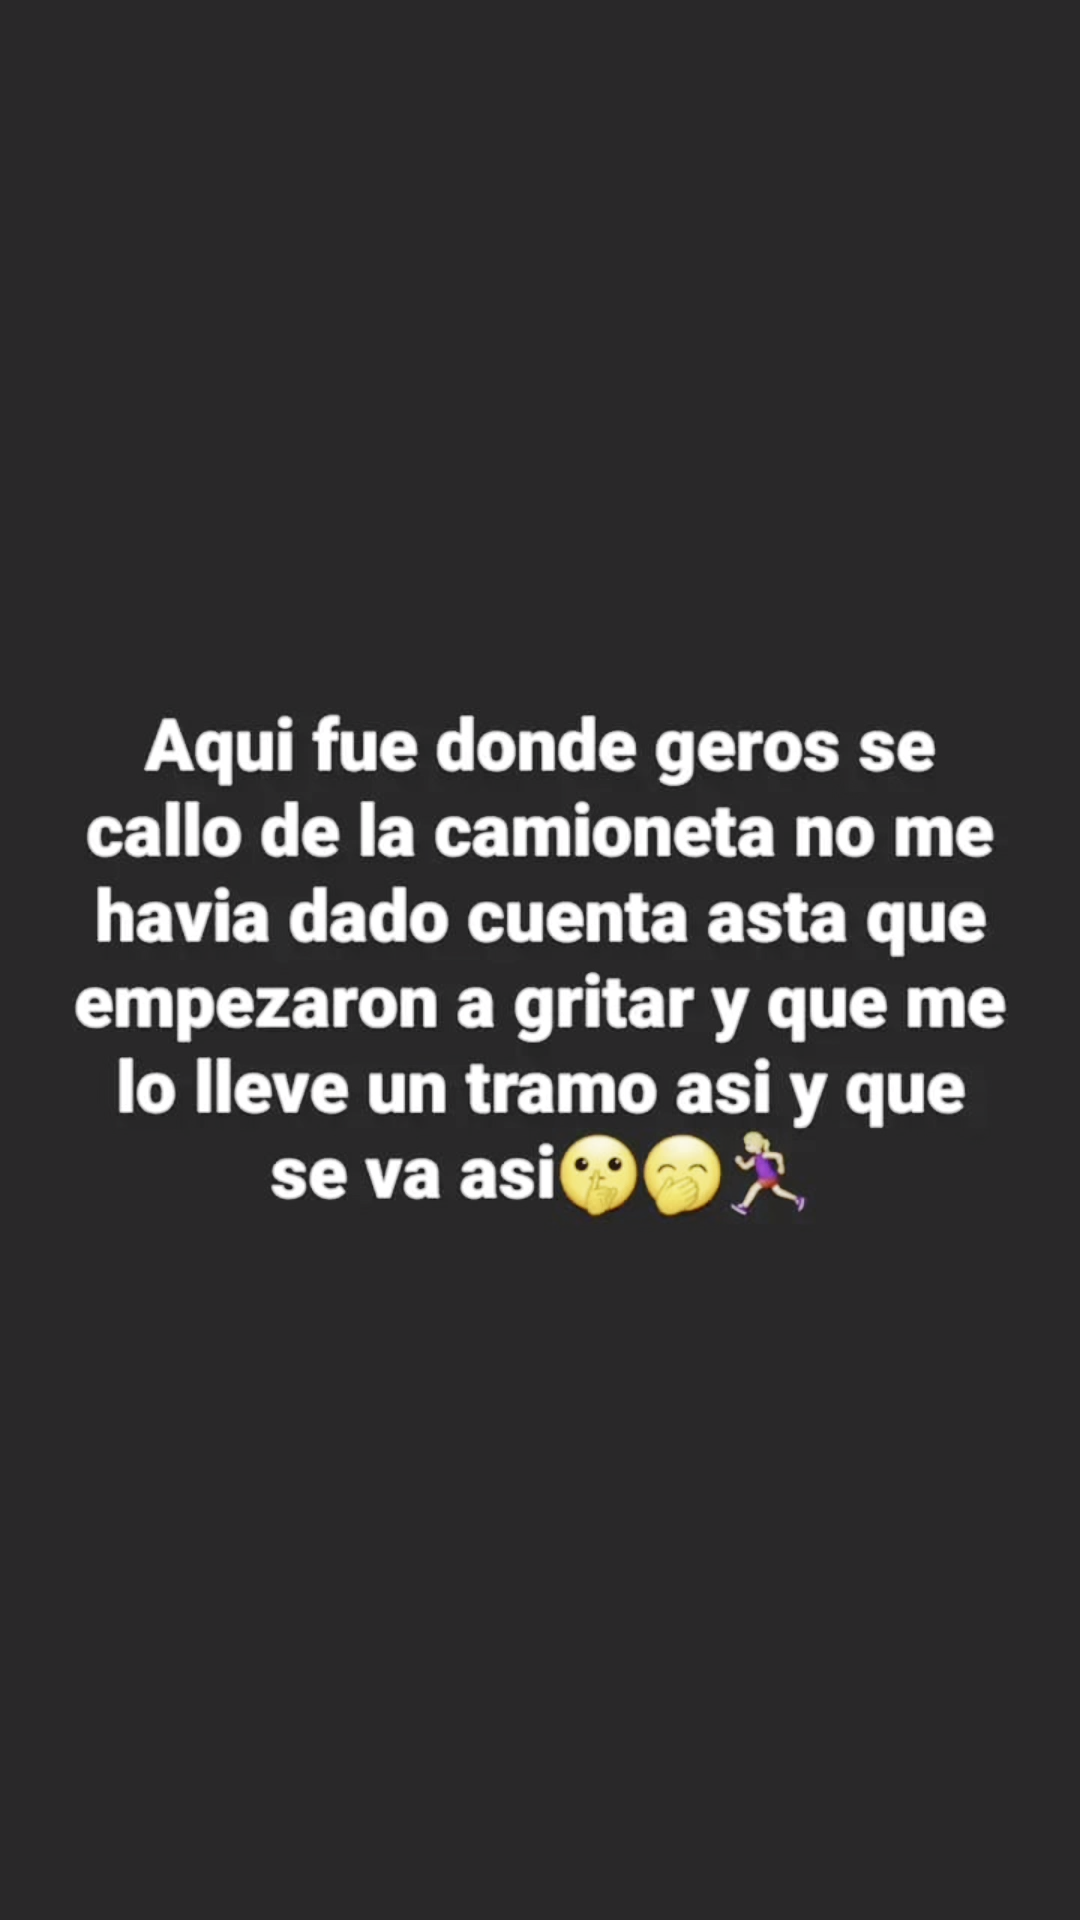 Aqui fue donde geros se
callo de la camioneta no me
havia dado cuenta asta que
empezaron a gritar y que me
lo lleve un tramo asi y que
se va asi🤫🤭🏃🏼‍♀️